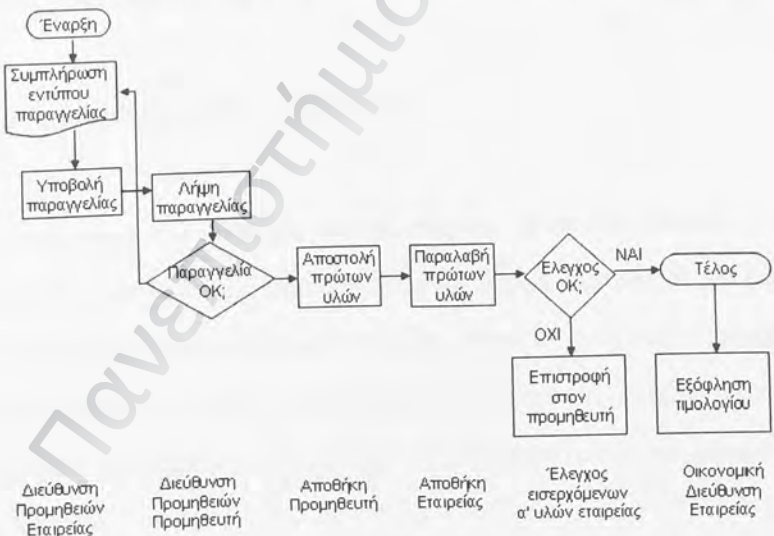 Έναρξη
Συμπλήρωση
εντύπου
παραγγελίας
Υποβολή
παραγγελίας
Λήψη
παραγγελίας
Παραγγελία
ΟΚ;
Αποστολή
πρώτων
υλών
Παραλαβή
πρώτων
υλών
Έλεγχος
ΟΚ;
ΝΑΙ
Τέλος
ΟΧΙ
Επιστροφή
στον
προμηθευτή
Εξόφληση
τιμολογίου
Διεύθυνση
Προμηθειών
Εταιρείας
Διεύθυνση
Προμηθειών
Προμηθευτή
Αποθήκη
Προμηθευτή
Αποθήκη
Εταιρείας
Έλεγχος
εισερχόμενων
α' υλών εταιρείας
Οικονομική
Διεύθυνση
Εταιρείας